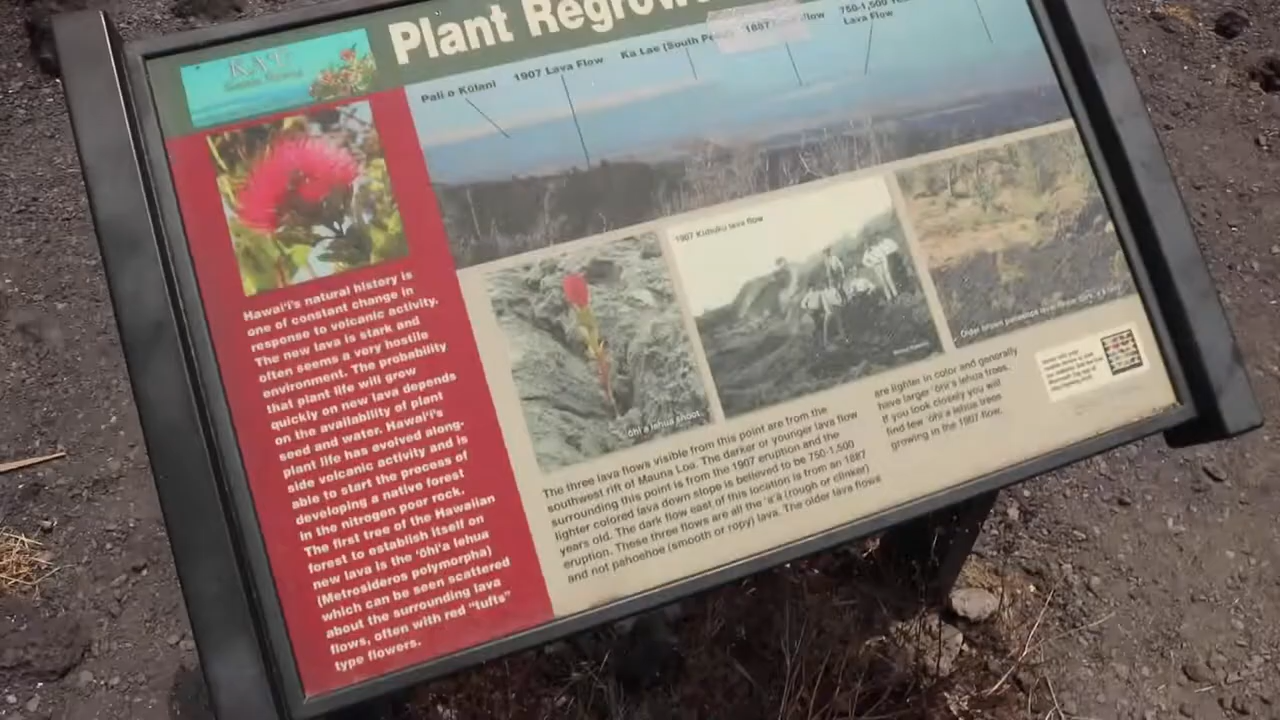 Plant Regrow
KA'U
Pali o Kūlani
1907 Lava Flow
Ka Lae (South
1887
flow
750-1,500
Lava Flow
Hawai'i's natural history is
one of constant change in
response to volcanic activity.
The new lava is stark and
often seems a very hostile
environment. The probability
that plant life will grow
quickly on new lava depends
on the availability of plant
seed and water. Hawai'i's
plant life has evolved along-
side volcanic activity and is
able to start the process of
developing a native forest
in the nitrogen poor rock.
The first tree of the Hawaiian
forest to establish itself on
new lava is the 'ōhi'a lehua
(Metrosideros polymorpha)
which can be seen scattered
about the surrounding lava
flows, often with red "tufts"
type flowers.
'ōhi'a lehua shoot.
1907 Kahuku lava flow
Older brown pahoehoe lava
The three lava flows visible from this point are from the
southwest rift of Mauna Loa. The darker or younger lava flow
surrounding this point is from the 1907 eruption and the
lighter colored lava down slope is believed to be 750-1,500
years old. The dark flow east of this location is from an 1887
eruption. These three flows are all the 'a'ā (rough or clinker)
and not pahoehoe (smooth or ropy) lava. The older lava flows
are lighter in color and generally
have larger 'ōhi'a lehua trees.
If you look closely you will
find few 'ōhi'a lehua trees
growing in the 1907 flow.